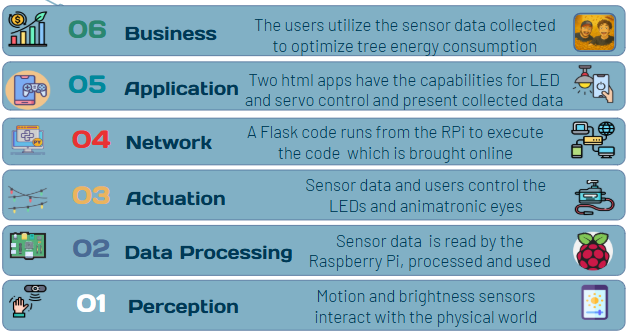 06 Business
The users utilize the sensor data collected
to optimize tree energy consumption
05 Application
Two html apps have the capabilities for LED
and servo control and present collected data
04 Network
A Flask code runs from the RPi to execute
the code which is brought online
03 Actuation
Sensor data and users control the
LEDs and animatronic eyes
02 Data Processing
Sensor data is read by the
Raspberry Pi, processed and used
01 Perception
Motion and brightness sensors
interact with the physical world